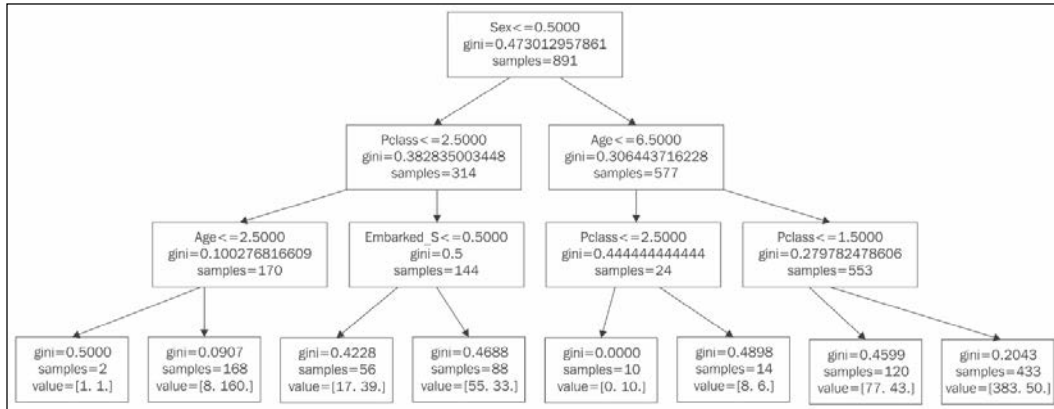 Sex<=0.5000
gini=0.473012957861
samples=891
Pclass<=2.5000
gini=0.382835003448
samples=314
Age<=6.5000
gini=0.306443716228
samples=577
Age<=2.5000
gini=0.100276816609
samples=170
Embarked_S<=0.5000
gini=0.5
samples=144
Pclass<=2.5000
gini=0.444444444444
samples=24
Pclass<=1.5000
gini=0.279782478606
samples=553
gini=0.5000
samples=2
value=[1. 1.]
gini=0.0907
samples=168
value=[8. 160.]
gini=0.4228
samples=56
value=[17. 39.]
gini=0.4688
samples=88
value=[55. 33.]
gini=0.0000
samples=10
value=[0. 10.]
gini=0.4898
samples=14
value=[8. 6.]
gini=0.4599
samples=120
value=[77. 43.]
gini=0.2043
samples=433
value=[383. 50.]